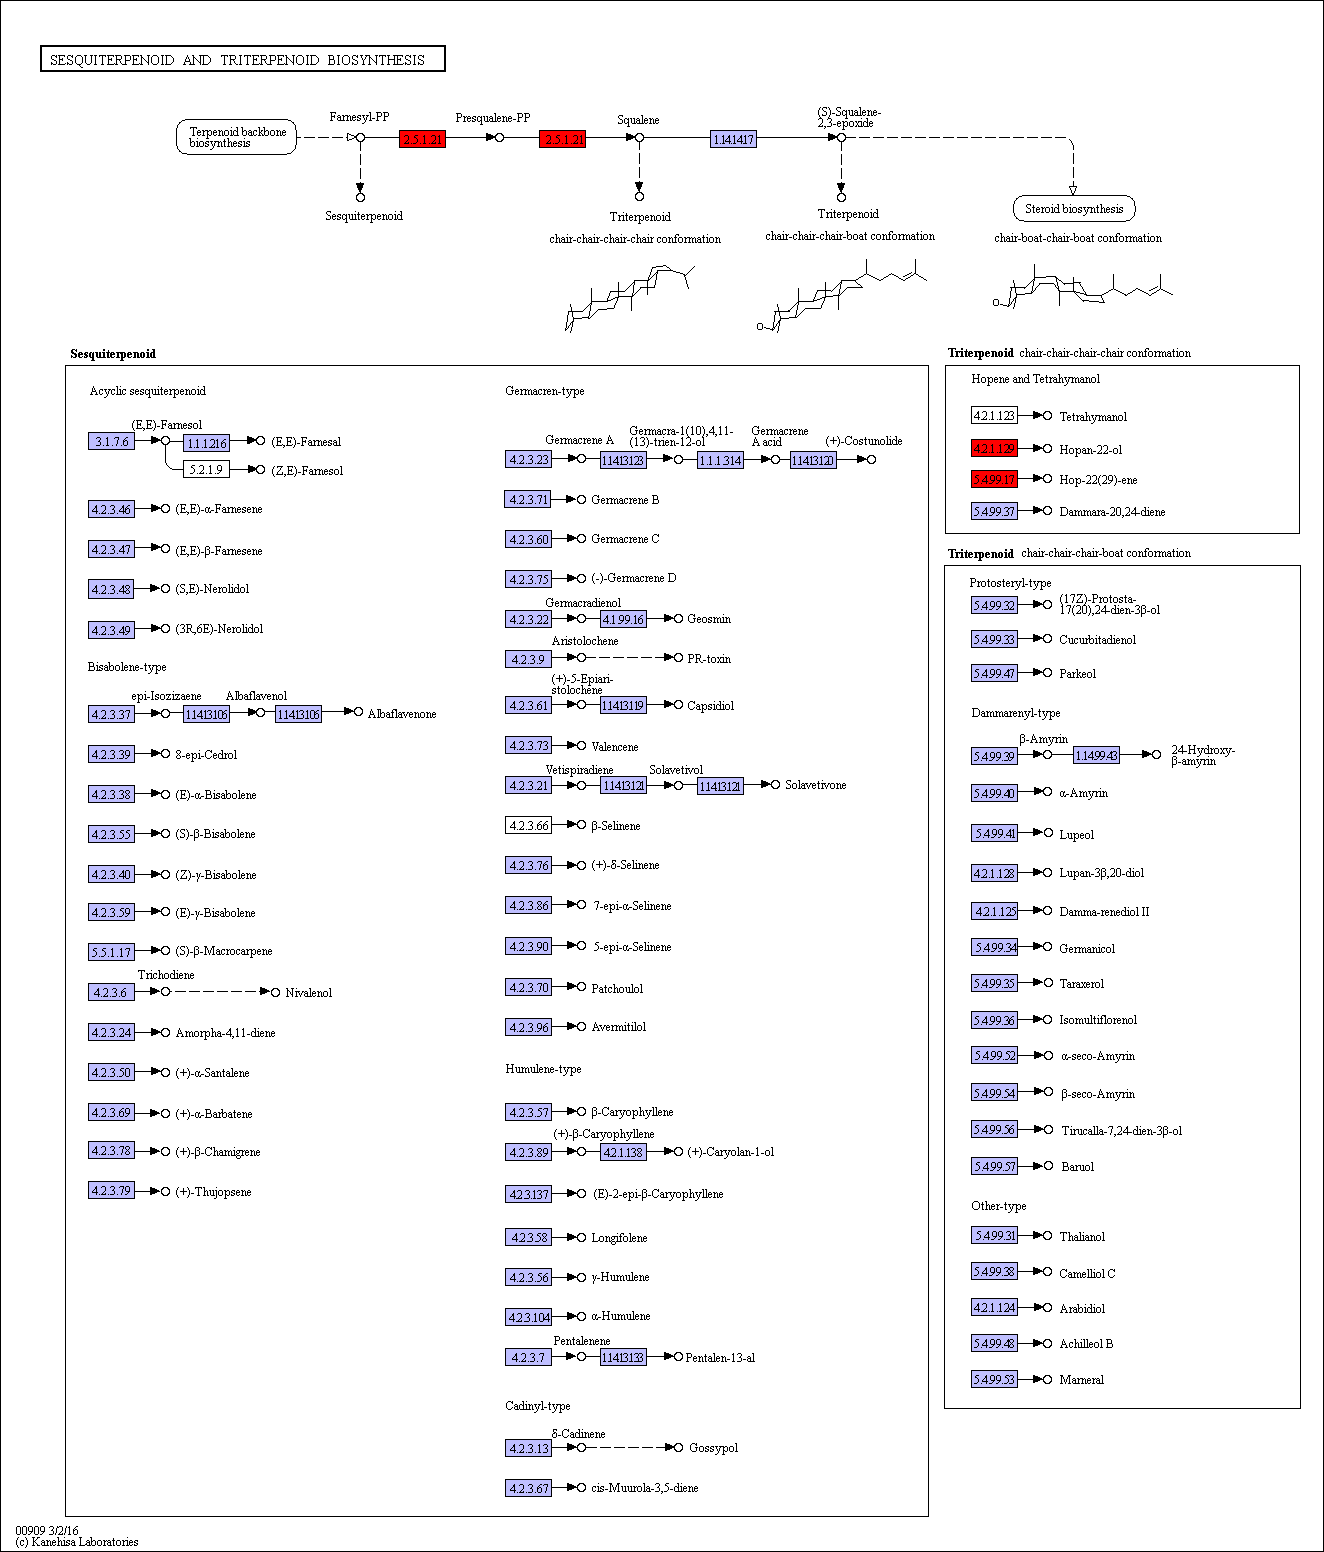 SESQUITERPENOID AND TRITERPENOID BIOSYNTHESIS
Terpenoid backbone
biosynthesis
Farnesyl-PP
2.5.1.21
Presqualene-PP
2.5.1.21
Squalene
1.14.14.17
(S)-Squalene-
2,3-epoxide
Sesquiterpenoid
Triterpenoid
chair-chair-chair-chair conformation
Triterpenoid
chair-chair-chair-boat conformation
Steroid biosynthesis
chair-boat-chair-boat conformation
O
O
Sesquiterpenoid
Acyclic sesquiterpenoid
(E,E)-Farnesol
3.1.7.6
1.1.1.216
(E,E)-Farnesal
5.2.1.9
(Z,E)-Farnesol
4.2.3.46
(E,E)-α-Farnesene
4.2.3.47
(E,E)-β-Farnesene
4.2.3.48
(S,E)-Nerolidol
4.2.3.49
(3R,6E)-Nerolidol
Bisabolene-type
epi-Isozizaene
Albaflavenol
4.2.3.37
1.14.13.106
1.14.13.106
Albaflavenone
4.2.3.39
8-epi-Cedrol
4.2.3.38
(E)-α-Bisabolene
4.2.3.55
(S)-β-Bisabolene
4.2.3.40
(Z)-γ-Bisabolene
4.2.3.59
(E)-γ-Bisabolene
5.5.1.17
(S)-β-Macrocarpene
Trichodiene
4.2.3.6
Nivalenol
4.2.3.24
Amorpha-4,11-diene
4.2.3.50
(+)-α-Santalene
4.2.3.69
(+)-α-Barbatene
4.2.3.78
(+)-β-Chamigrene
4.2.3.79
(+)-Thujopsene
Germacren-type
Germacrene A
Germacra-1(10),4,11-
(13)-trien-12-ol
Germacrene
A acid
(+)-Costunolide
4.2.3.23
1.14.13.123
1.1.1.314
1.14.13.120
4.2.3.71
Germacrene B
4.2.3.60
Germacrene C
4.2.3.75
(-)-Germacrene D
Germacradienol
4.2.3.22
4.1.99.16
Geosmin
Aristolochene
4.2.3.9
PR-toxin
(+)-5-Epiari-
stolochene
4.2.3.61
1.14.13.119
Capsidiol
4.2.3.73
Valencene
Vetispiradiene
Solavetivol
4.2.3.21
1.14.13.121
1.14.13.121
Solavetivone
4.2.3.66
β-Selinene
4.2.3.76
(+)-δ-Selinene
4.2.3.86
7-epi-α-Selinene
4.2.3.90
5-epi-α-Selinene
4.2.3.70
Patchoulol
4.2.3.96
Avermitilol
Humulene-type
4.2.3.57
β-Caryophyllene
(+)-β-Caryophyllene
4.2.3.89
4.2.1.138
(+)-Caryolan-1-ol
4.2.3.137
(E)-2-epi-β-Caryophyllene
4.2.3.58
Longifolene
4.2.3.56
γ-Humulene
4.2.3.104
α-Humulene
Pentalenene
4.2.3.7
1.14.13.133
Pentalen-13-al
Cadinyl-type
δ-Cadinene
4.2.3.13
Gossypol
4.2.3.67
cis-Muurola-3,5-diene
Triterpenoid chair-chair-chair-chair conformation
Hopene and Tetrahymanol
4.2.1.123
Tetrahymanol
4.2.1.129
Hopan-22-ol
5.4.99.17
Hop-22(29)-ene
5.4.99.37
Dammara-20,24-diene
Triterpenoid chair-chair-chair-boat conformation
Protosteryl-type
5.4.99.32
(17Z)-Protosta-
17(20),24-dien-3β-ol
5.4.99.33
Cucurbitadienol
5.4.99.47
Parkeol
Dammarenyl-type
β-Amyrin
5.4.99.39
1.14.99.43
24-Hydroxy-
β-amyrin
5.4.99.40
α-Amyrin
5.4.99.41
Lupeol
4.2.1.128
Lupan-3β,20-diol
4.2.1.125
Damma-renediol II
5.4.99.34
Germanicol
5.4.99.35
Taraxerol
5.4.99.36
Isomultiflorenol
5.4.99.52
α-seco-Amyrin
5.4.99.54
β-seco-Amyrin
5.4.99.56
Tirucalla-7,24-dien-3β-ol
5.4.99.57
Baruol
Other-type
5.4.99.31
Thalianol
5.4.99.38
Camelliol C
4.2.1.124
Arabidiol
5.4.99.48
Achilleol B
5.4.99.53
Marneral
00909 3/2/16
(c) Kanehisa Laboratories